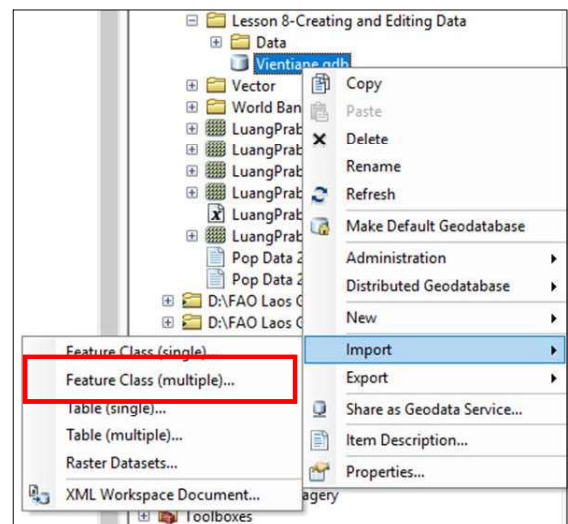 Lesson 8-Creating and Editing Data
Data
Vientiane.gdb
Vector
World Ban
LuangPrab
LuangPrab
LuangPrab
LuangPrab
LuangPrab
LuangPrab
Pop Data 2
Pop Data 2
D:\FAO Laos
D:\FAO Laos
Copy
Paste
Delete
Rename
Refresh
Make Default Geodatabase
Administration
Distributed Geodatabase
New
Import
Export
Share as Geodata Service...
Item Description...
Properties...
Feature Class (single)...
Feature Class (multiple)...
Table (single)...
Table (multiple)...
Raster Datasets...
XML Workspace Document...
agery
Toolboxes